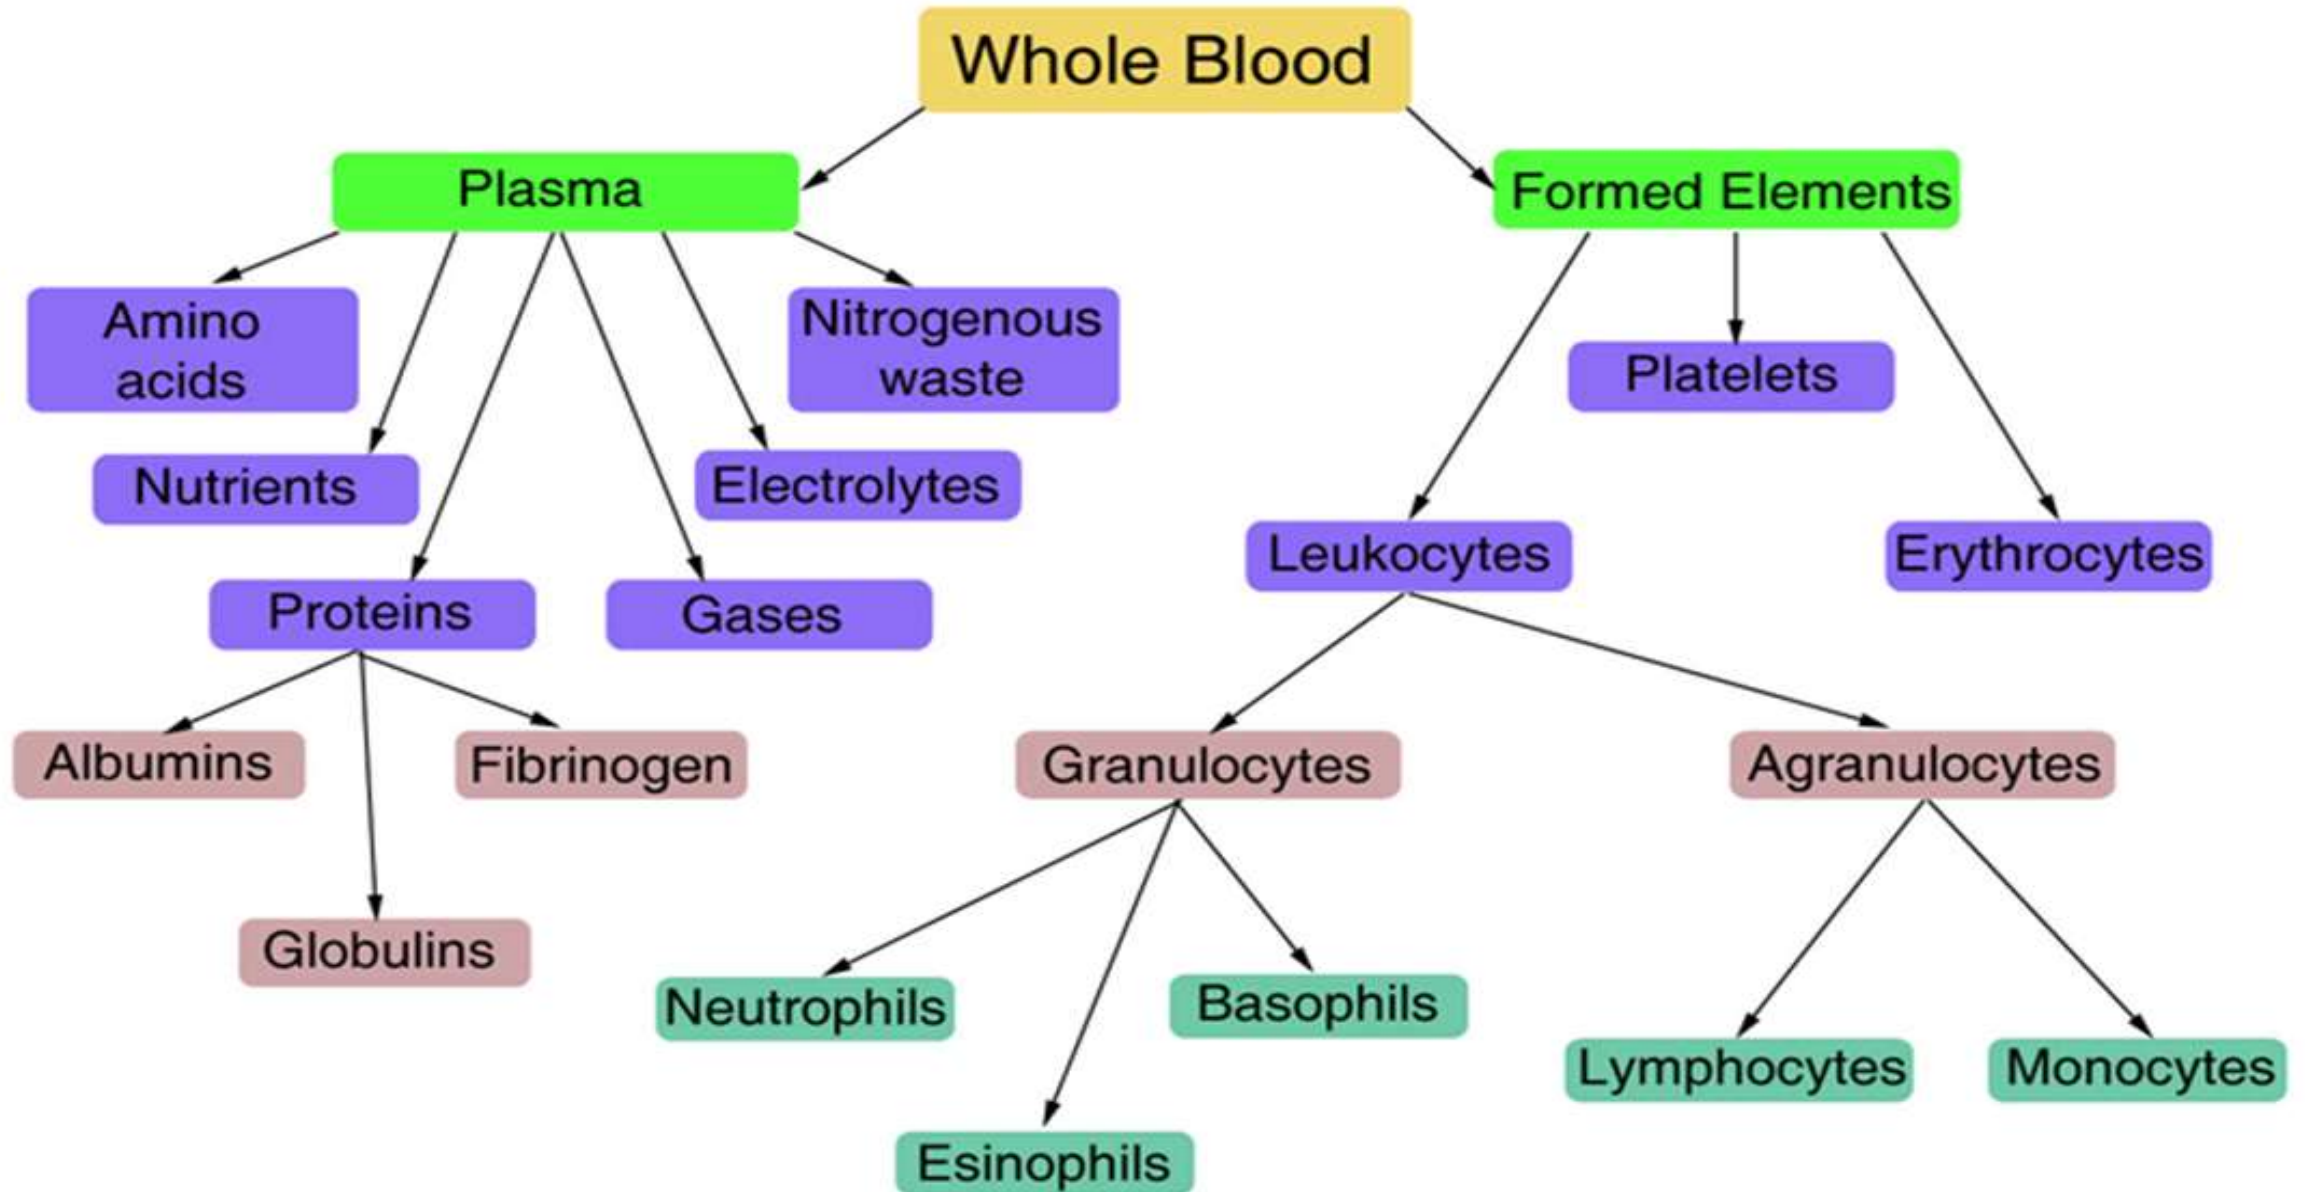 Whole Blood
Plasma
Formed Elements
Amino
acids
Nitrogenous
waste
Platelets
Nutrients
Electrolytes
Leukocytes
Erythrocytes
Proteins
Gases
Albumins
Fibrinogen
Granulocytes
Agranulocytes
Globulins
Neutrophils
Basophils
Lymphocytes
Monocytes
Esinophils